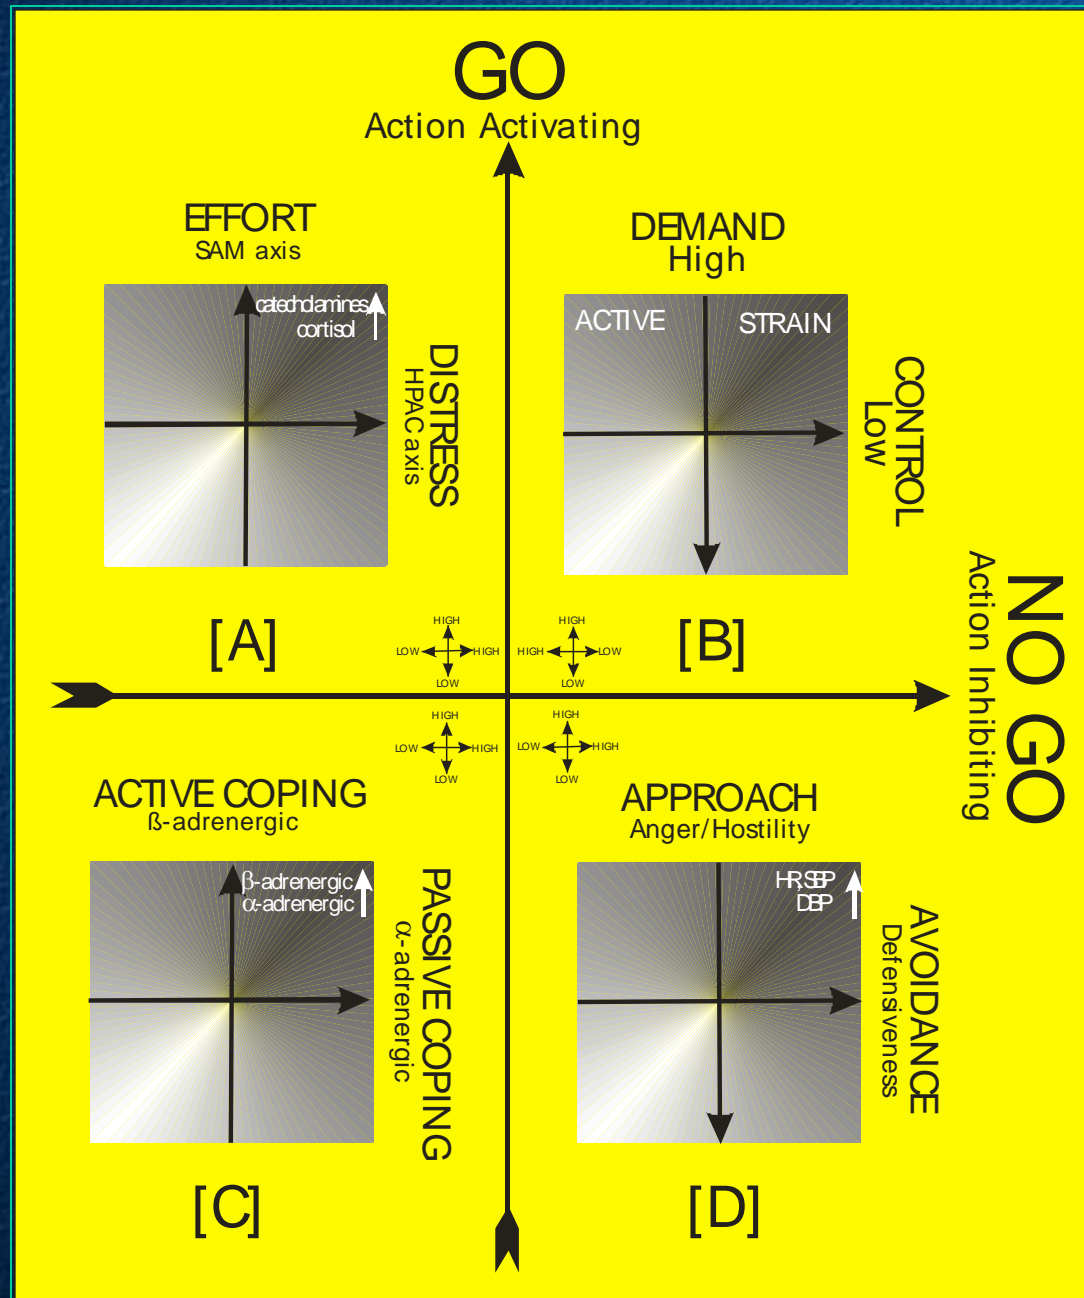 GO
Action Activating
EFFORT
SAM axis
catecholamines
cortisol
DISTRESS
HPAC axis
[A]
DEMAND
High
ACTIVE
STRAIN
CONTROL
Low
[B]
NO GO
Action Inhibiting
HIGH
LOW
HIGH
LOW
HIGH
HIGH
LOW
LOW
HIGH
LOW
HIGH
LOW
HIGH
LOW
HIGH
LOW
ACTIVE COPING
ß-adrenergic
β-adrenergic
α-adrenergic
PASSIVE COPING
α-adrenergic
[C]
APPROACH
Anger/Hostility
HR,SBP
DBP
AVOIDANCE
Defensiveness
[D]